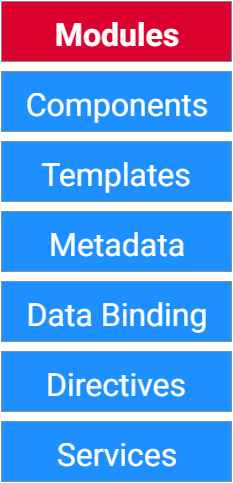 Modules
Components
Templates
Metadata
Data Binding
Directives
Services